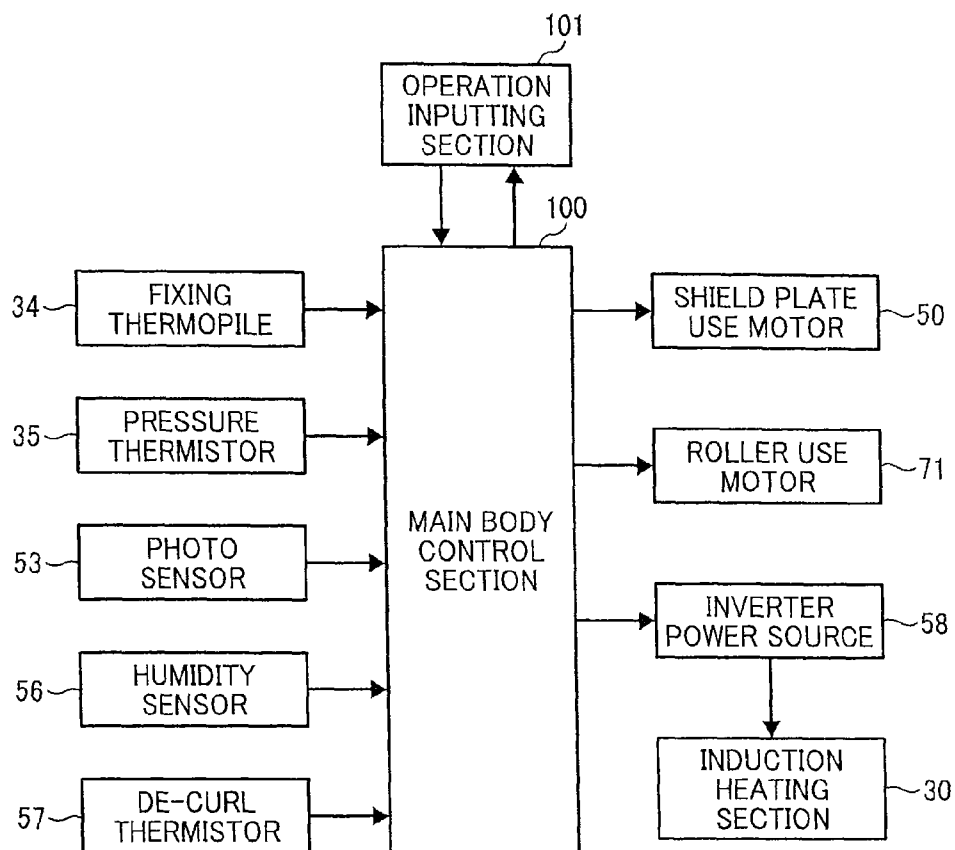 101
OPERATION
INPUTTING
SECTION
100
34
FIXING
THERMOPILE
SHIELD PLATE
USE MOTOR
50
35
PRESSURE
THERMISTOR
ROLLER USE
MOTOR
71
53
PHOTO
SENSOR
MAIN BODY
CONTROL
SECTION
INVERTER
POWER SOURCE
58
56
HUMIDITY
SENSOR
INDUCTION
HEATING
SECTION
30
57
DE-CURL
THERMISTOR